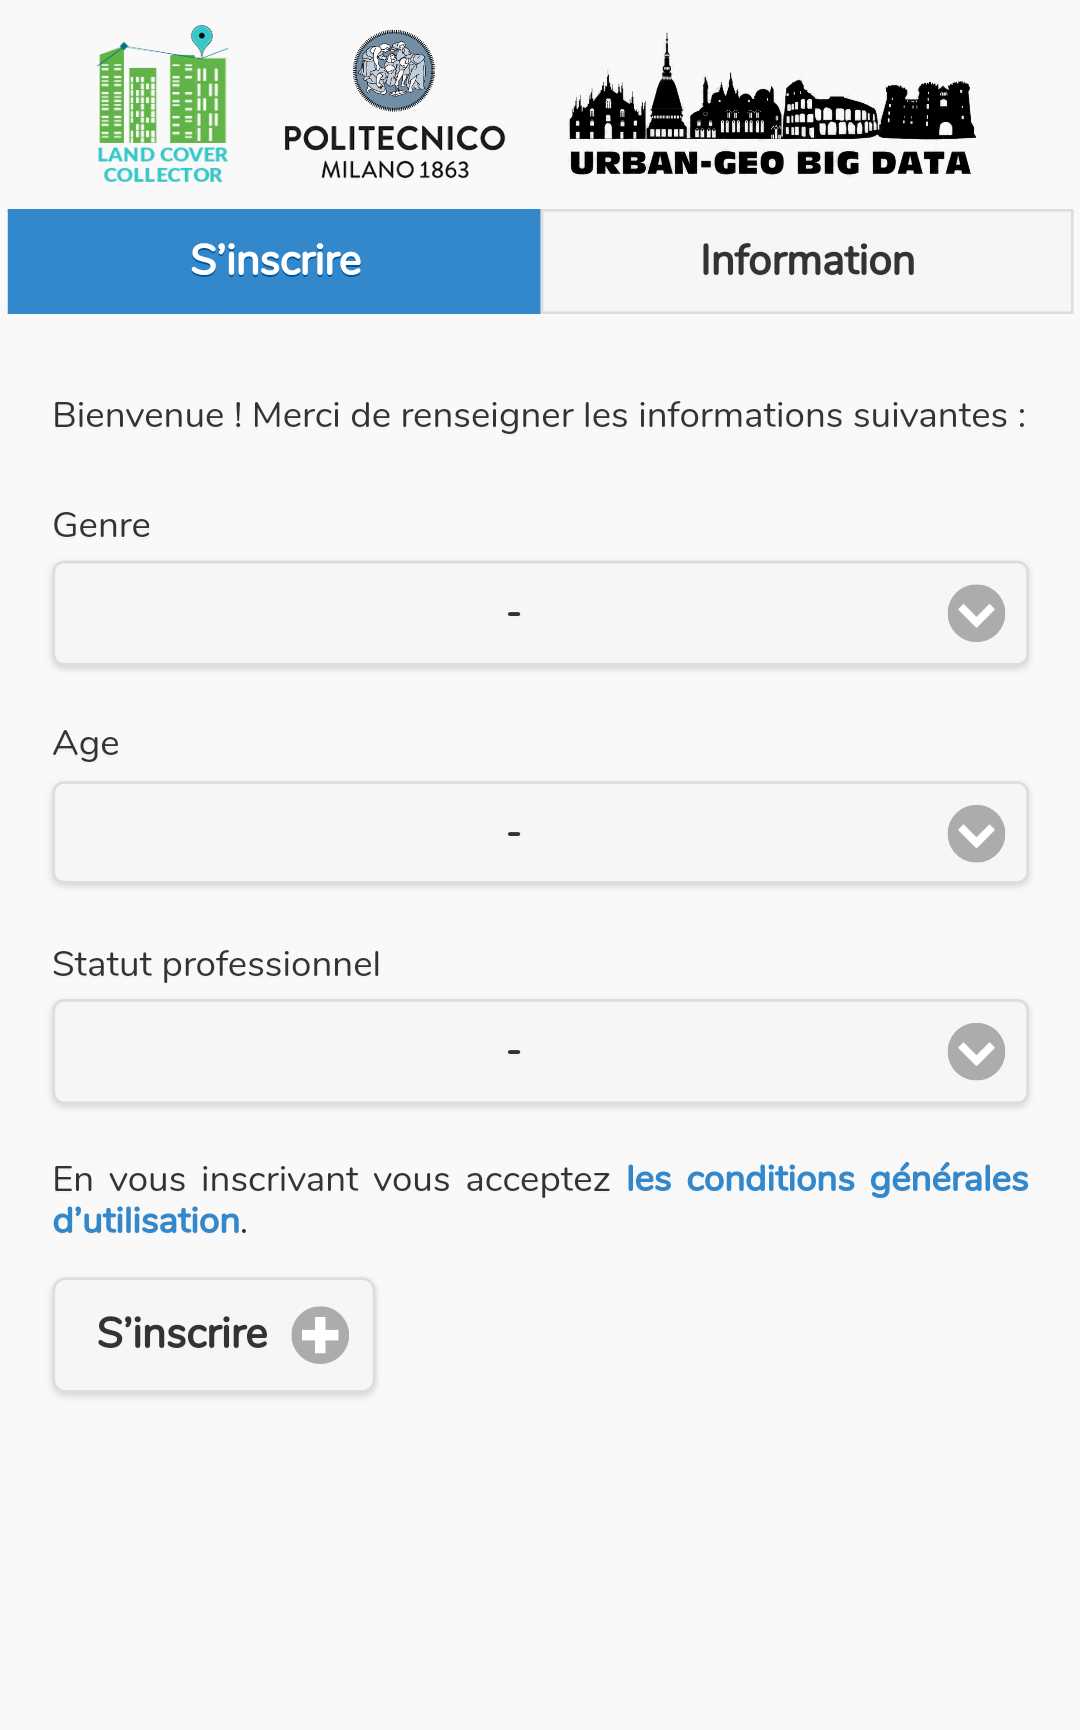 LAND COVER
COLLECTOR
POLITECNICO
MILANO 1863
URBAN-GEO BIG DATA
S’inscrire
Information
Bienvenue ! Merci de renseigner les informations suivantes :
Genre
-
Age
-
Statut professionnel
-
En vous inscrivant vous acceptez les conditions générales
d’utilisation.
S’inscrire